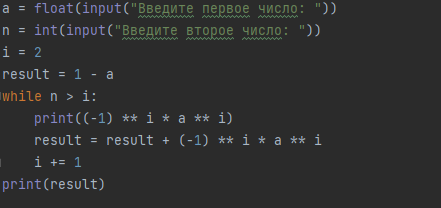 a = float(input("Введите первое число: "))
n = int(input("Введите второе число: "))
i = 2
result = 1 - a
while n > i:
    print((-1) ** i * a ** i)
    result = result + (-1) ** i * a ** i
    i += 1
print(result)